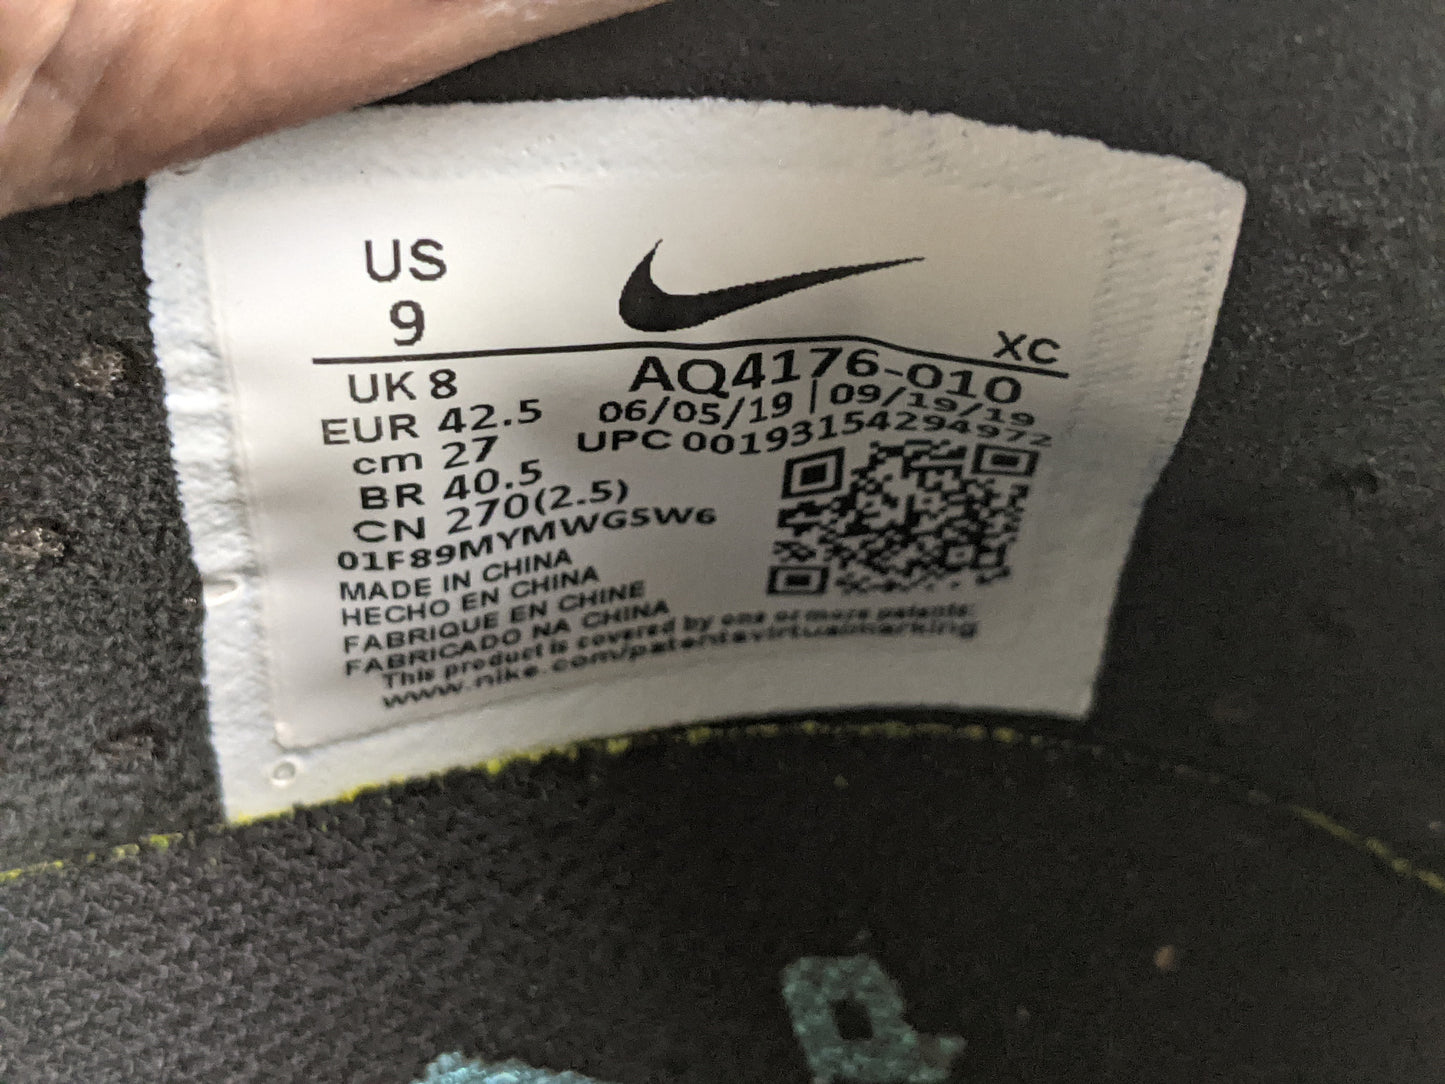 US
9
XC
UK 8
AQ4176-010
EUR 42.5
06/05/19 | 09/19/19
cm 27
UPC 00193154294972
BR 40.5
CN 270(2.5)
01F89MYMWG5W6
MADE IN CHINA
HECHO EN CHINA
FABRIQUE EN CHINE
FABRICADO NA CHINA
This product is covered by one or more patents:
www.nike.com/patentsvirtualmarking